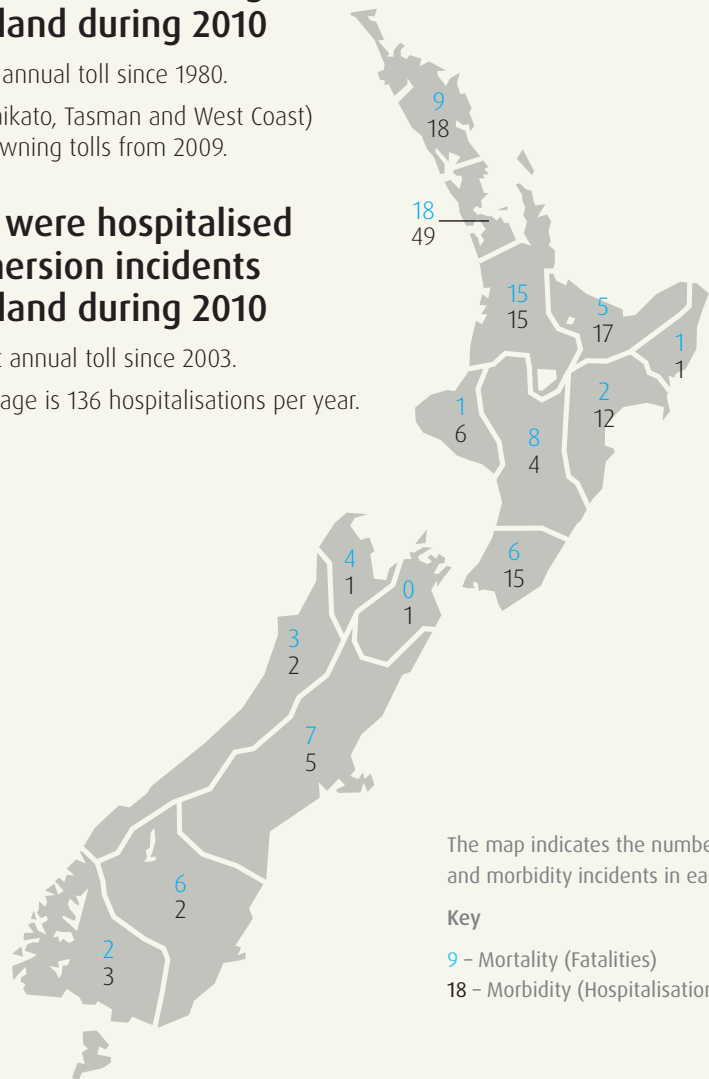 land during 2010
annual toll since 1980.
aikato, Tasman and West Coast)
wning tolls from 2009.
were hospitalised
ersion incidents
land during 2010
annual toll since 2003.
age is 136 hospitalisations per year.
9
18
18
49
15
15
5
17
1
1
2
12
1
6
8
4
6
15
4
1
0
1
3
2
7
5
6
2
2
3
The map indicates the numbe
and morbidity incidents in ea
Key
9 – Mortality (Fatalities)
18 – Morbidity (Hospitalisation